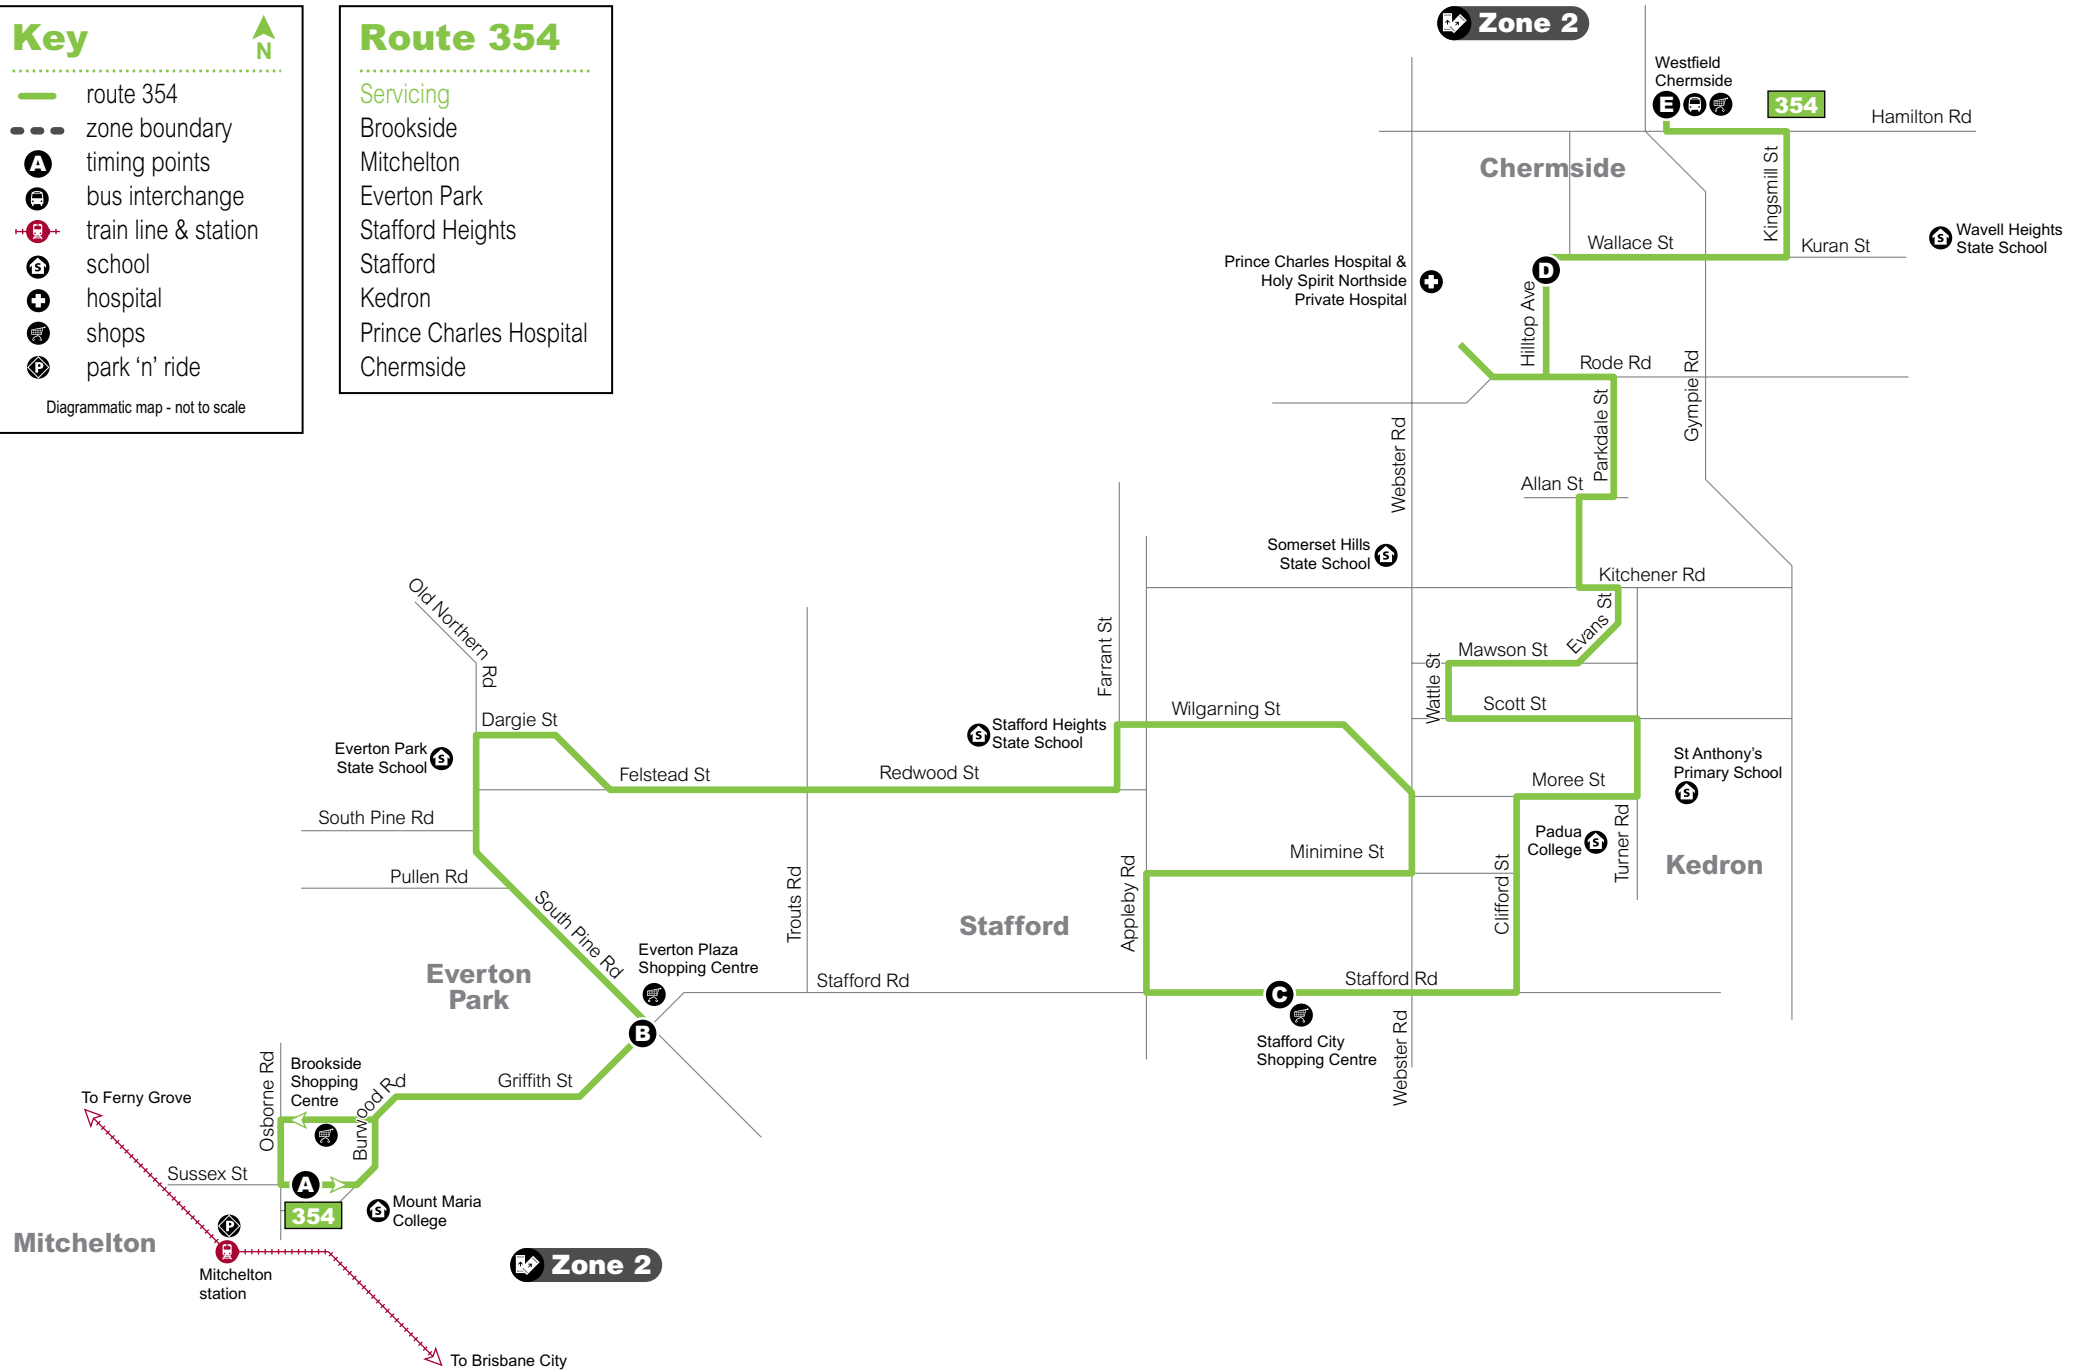 Key
N
route 354
zone boundary
A timing points
bus interchange
train line & station
S school
hospital
shops
P park ‘n’ ride
Diagrammatic map - not to scale
Route 354
Servicing
Brookside
Mitchelton
Everton Park
Stafford Heights
Stafford
Kedron
Prince Charles Hospital
Chermside
Zone 2
Westfield
Chermside
E
354
Hamilton Rd
Chermside
Kingsmill St
Wallace St
Kuran St
S
Wavell Heights
State School
Prince Charles Hospital &
Holy Spirit Northside
Private Hospital
D
Hilltop Ave
Rode Rd
Gympie Rd
Parkdale St
Webster Rd
Allan St
Somerset Hills
State School
S
Kitchener Rd
Evans St
Mawson St
Wattle St
Scott St
Old Northern Rd
Farrant St
Wilgarning St
Dargie St
S
Stafford Heights
State School
Everton Park
State School
S
Felstead St
Redwood St
Moree St
St Anthony’s
Primary School
S
South Pine Rd
Padua
College
S
Turner Rd
Kedron
Minimine St
Pullen Rd
South Pine Rd
Trouts Rd
Appleby Rd
Clifford St
Stafford
Everton Plaza
Shopping Centre
Everton
Park
Stafford Rd
C
Stafford Rd
Stafford City
Shopping Centre
Webster Rd
B
Griffith St
Osborne Rd
Brookside
Shopping
Centre
Burwood Rd
To Ferny Grove
Sussex St
A
354
S
Mount Maria
College
P
Mitchelton
Mitchelton
station
Zone 2
To Brisbane City